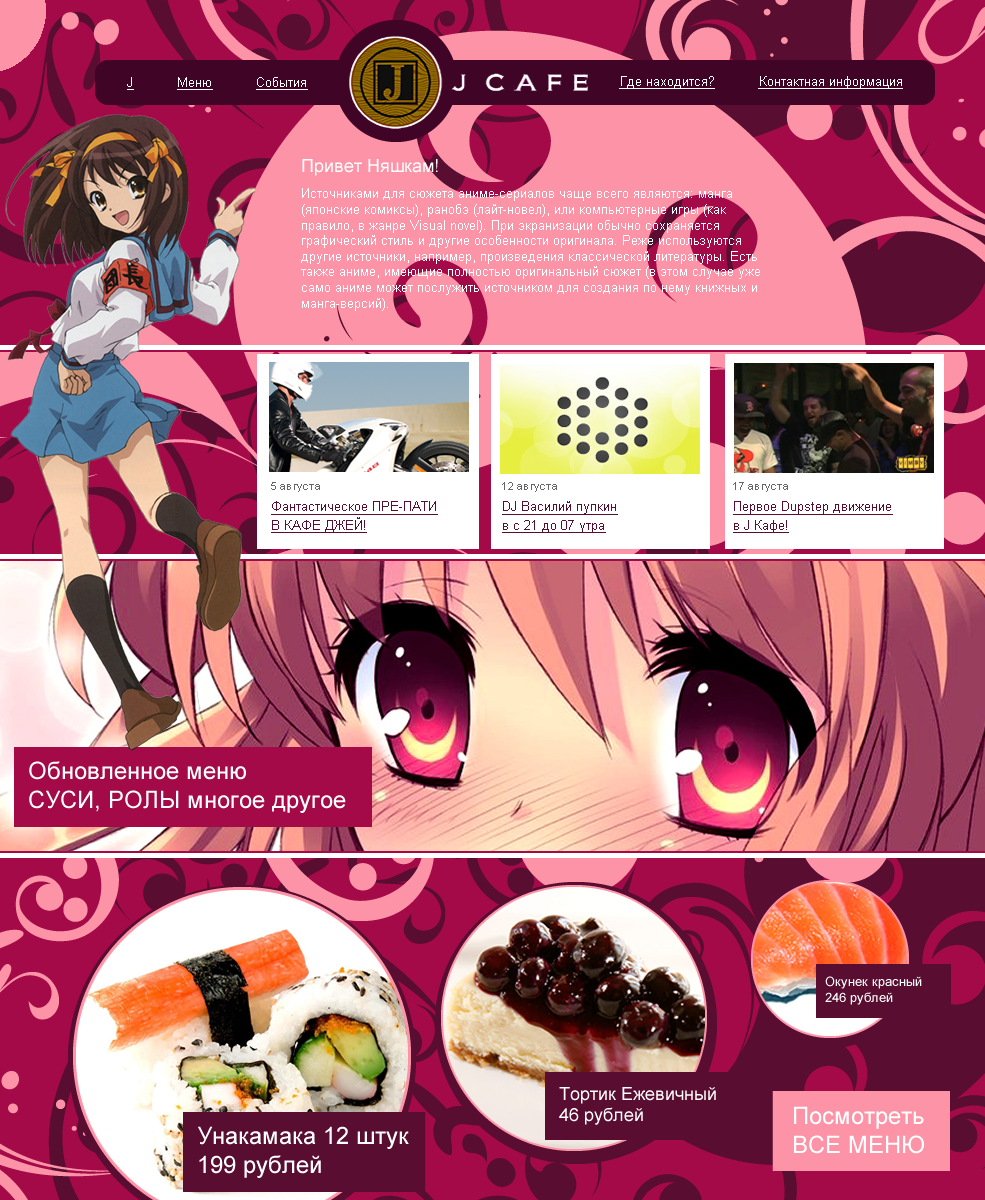 J
Меню
События
J
J CAFE
Где находится?
Контактная информация
Привет Няшкам!
Источниками для сюжета аниме-сериалов чаще всего являются: манга
(японские комиксы), ранобэ (лайт-новел), или компьютерные игры (как
правило, в жанре Visual novel). При экранизации обычно сохраняется
графический стиль и другие особенности оригинала. Реже используются
другие источники, например, произведения классической литературы. Есть
также аниме, имеющие полностью оригинальный сюжет (в этом случае уже
само аниме может послужить источником для создания по нему книжных и
манга-версий).
団長
5 августа
Фантастическое ПРЕ-ПАТИ
В КАФЕ ДЖЕЙ!
12 августа
DJ Василий пупкин
в с 21 до 07 утра
17 августа
Первое Dupstep движение
в J Кафе!
Обновленное меню
СУСИ, РОЛЫ многое другое
Унакамака 12 штук
199 рублей
Тортик Ежевичный
46 рублей
Окунек красный
246 рублей
Посмотреть
ВСЕ МЕНЮ